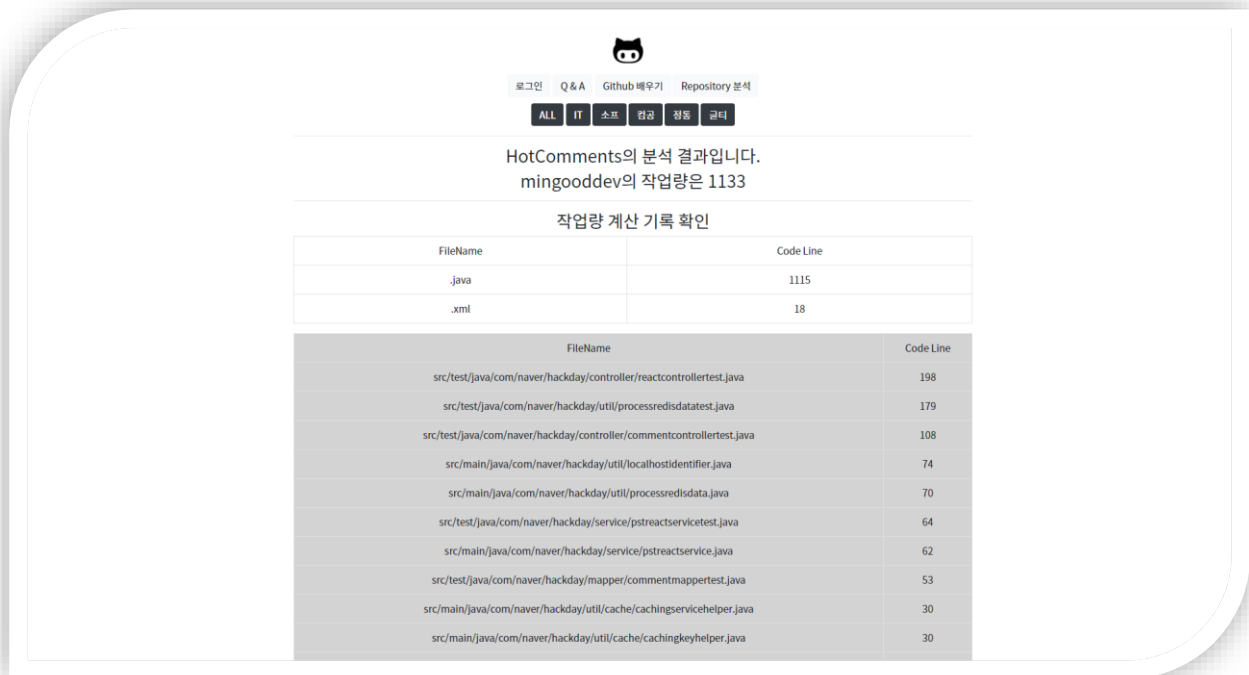 로그인 Q & A Github 배우기 Repository 분석
ALL IT 소프 컴공 정통 글티
HotComments의 분석 결과입니다.
mingooddev의 작업량은 1133
작업량 계산 기록 확인
FileName Code Line
.java 1115
.xml 18
FileName Code Line
src/test/java/com/naver/hackday/controller/reactcontrollertest.java 198
src/test/java/com/naver/hackday/util/processredisdatatest.java 179
src/test/java/com/naver/hackday/controller/commentcontrollertest.java 108
src/main/java/com/naver/hackday/util/localhostidentifier.java 74
src/main/java/com/naver/hackday/util/processredisdata.java 70
src/test/java/com/naver/hackday/service/pstreactservicetest.java 64
src/main/java/com/naver/hackday/service/pstreactservice.java 62
src/test/java/com/naver/hackday/mapper/commentmappertest.java 53
src/main/java/com/naver/hackday/util/cache/cachingservicehelper.java 30
src/main/java/com/naver/hackday/util/cache/cachingkeyhelper.java 30